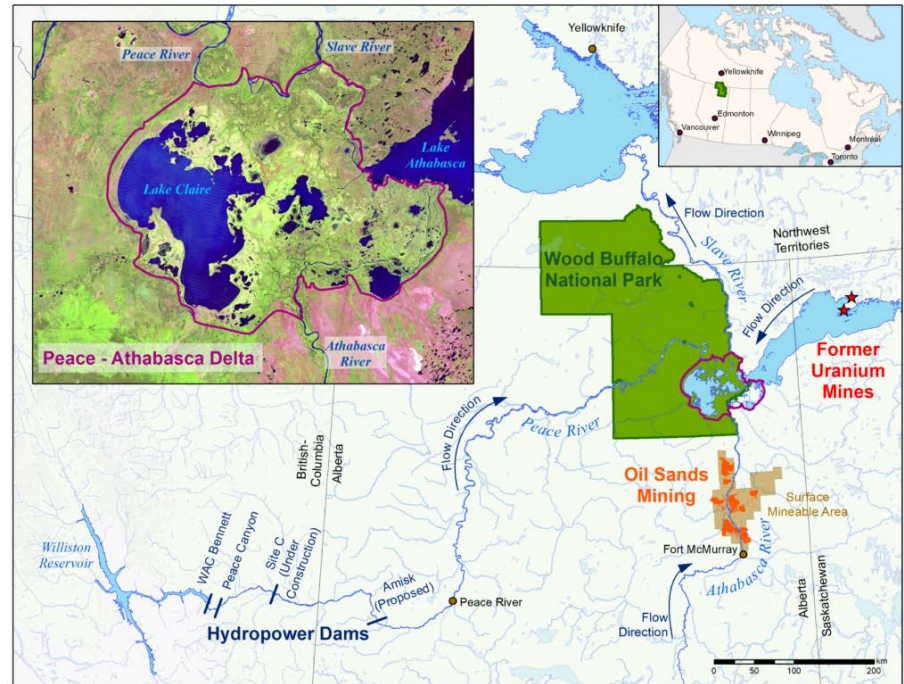 Peace River
Slave River
Lake
Athabasca
Lake Claire
Athabasca
River
Peace - Athabasca Delta
Yellowknife
Yellowknife
Edmonton
Vancouver
Winnipeg
Montréal
Toronto
Flow Direction
Slave River
Northwest
Territories
Wood Buffalo
National Park
Flow Direction
Former
Uranium
Mines
Flow Direction
Peace River
British-
Columbia
Alberta
Oil Sands
Mining
Surface
Mineable Area
Fort McMurray
Athabasca River
Flow
Direction
Alberta
Saskatchewan
Williston
Reservoir
WAC Bennett
Peace Canyon
Site C
(Under
Construction)
Amisk
(Proposed)
Peace River
Hydropower Dams
km
0 50 100 200